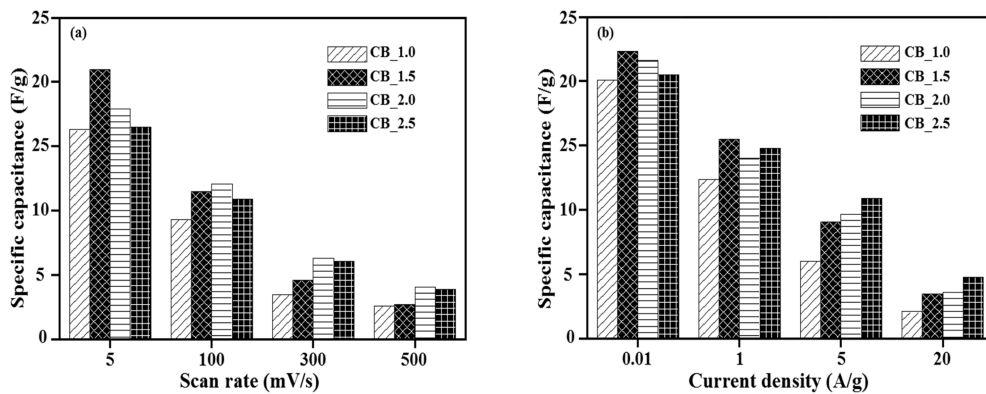 (a)
25
20
25
10
5
0
Specific capacitance (F/g)
CB_1.0
CB_1.5
CB_2.0
CB_2.5
5 100 300 500
Scan rate (mV/s)
(b)
25
20
25
10
5
0
Specific capacitance (F/g)
CB_1.0
CB_1.5
CB_2.0
CB_2.5
0.01 1 5 20
Current density (A/g)